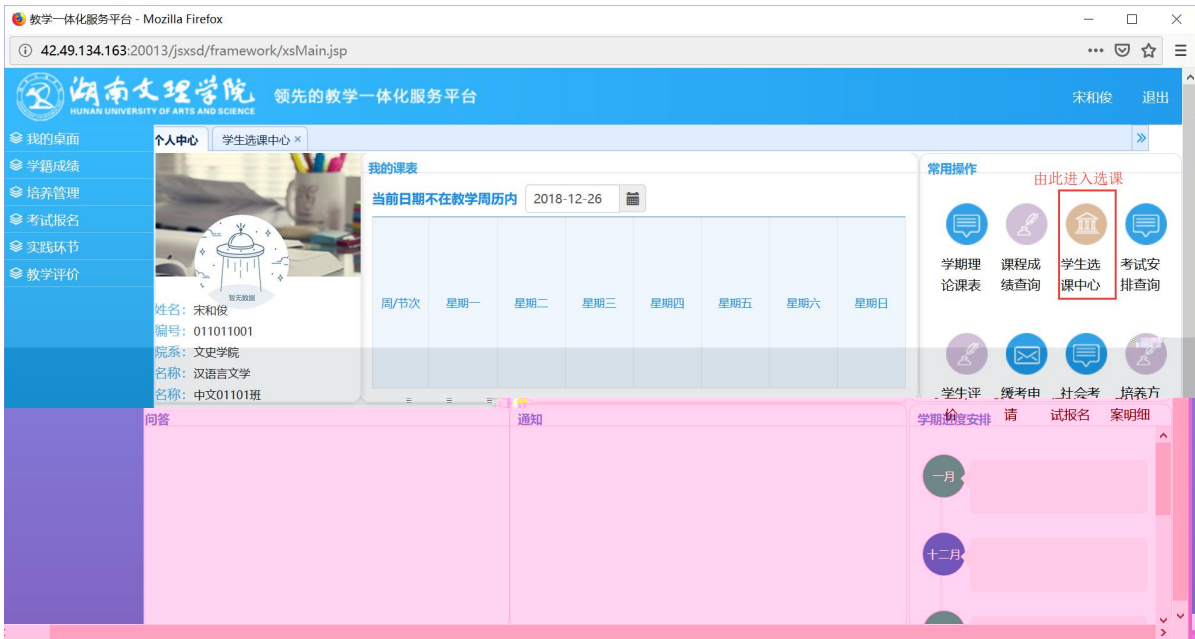 教学一体化服务平台 - Mozilla Firefox
42.49.134.163:20013/jsxsd/framework/xsMain.jsp
湖南文理学院
HUNAN UNIVERSITY OF ARTS AND SCIENCE
领先的教学一体化服务平台
宋和俊 退出
我的桌面
学籍成绩
培养管理
考试报名
实践环节
教学评价
个人中心 学生选课中心 ×
暂无数据
姓名：宋和俊
编号：011011001
院系：文史学院
名称：汉语言文学
名称：中文01101班
我的课表
当前日期不在教学周历内 2018-12-26
周/节次 星期一 星期二 星期三 星期四 星期五 星期六 星期日
常用操作
由此进入选课
学期理论课表
课程成绩查询
学生选课中心
考试安排查询
学生评价
缓考申请
社会考试报名
培养方案明细
问答
通知
学期进度安排
一月
十二月